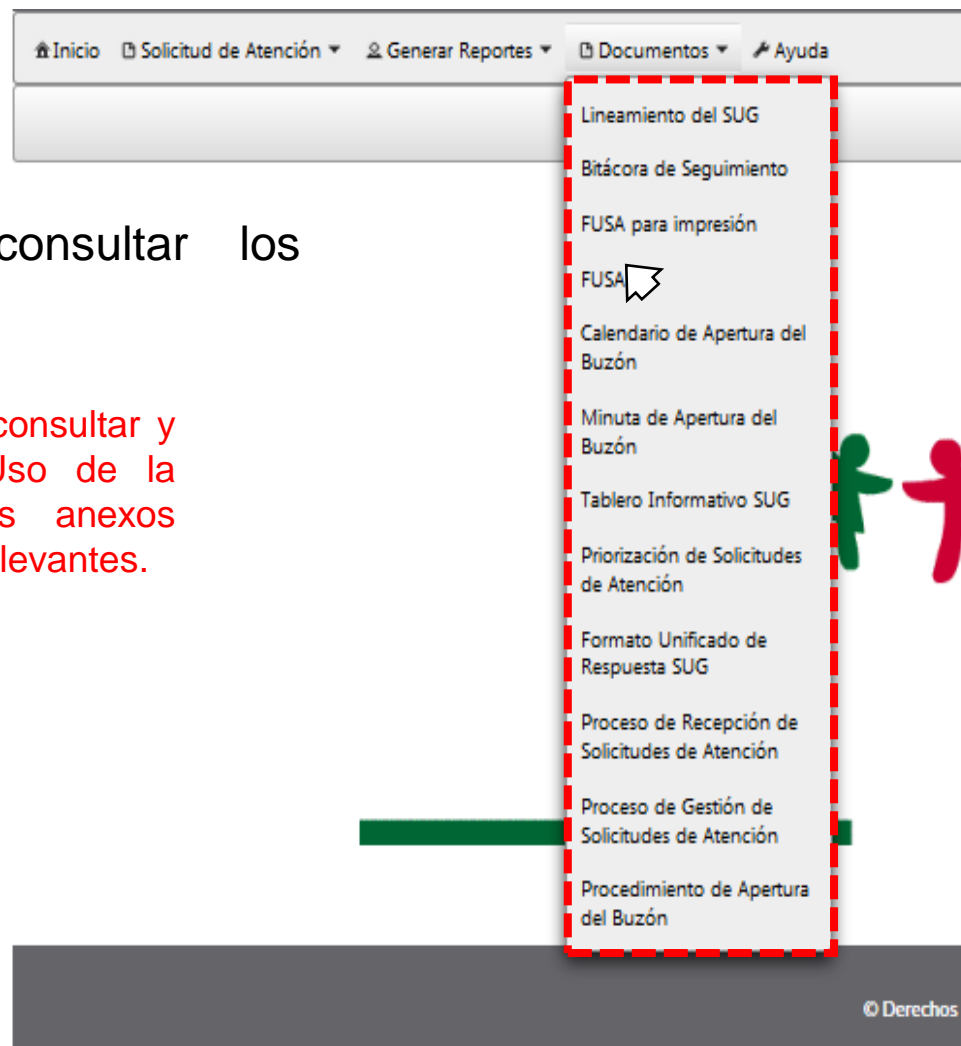 Inicio Solicitud de Atención Generar Reportes Documentos Ayuda
consultar los
consultar y
Uso de la
s anexos
levantes.
Lineamiento del SUG
Bitácora de Seguimiento
FUSA para impresión
FUSA
Calendario de Apertura del
Buzón
Minuta de Apertura del
Buzón
Tablero Informativo SUG
Priorización de Solicitudes
de Atención
Formato Unificado de
Respuesta SUG
Proceso de Recepción de
Solicitudes de Atención
Proceso de Gestión de
Solicitudes de Atención
Procedimiento de Apertura
del Buzón
© Derechos